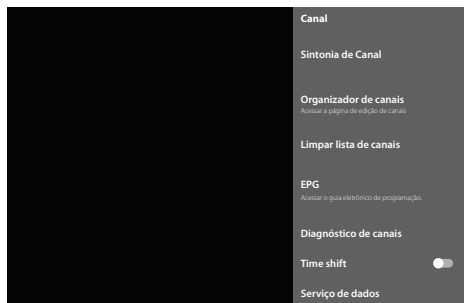 Canal
Sintonia de Canal
Organizador de canais
Acessar a página de edição de canais
Limpar lista de canais
EPG
Acessar o guia eletrônico de programação.
Diagnóstico de canais
Time shift
Serviço de dados